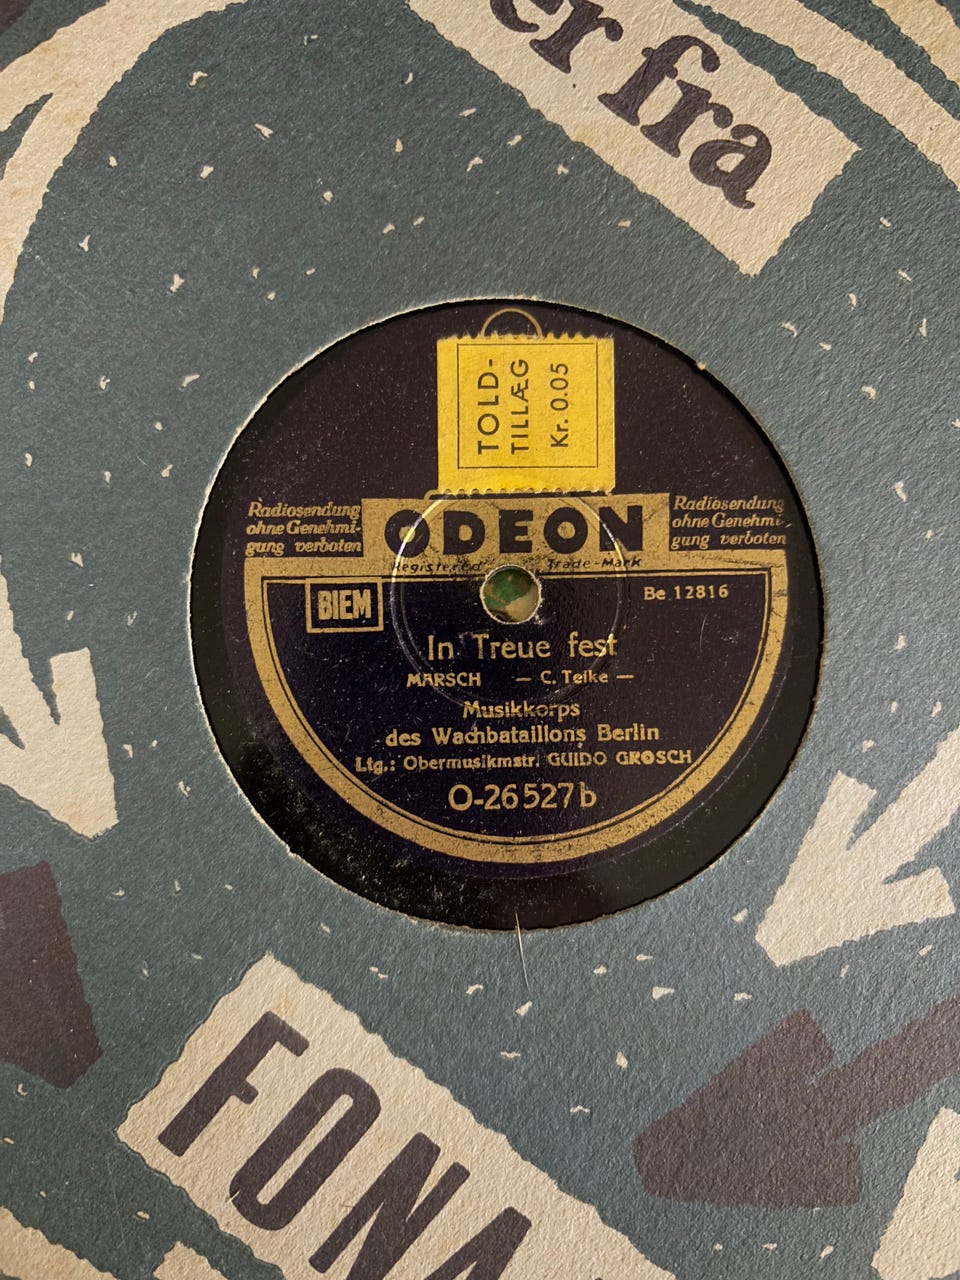 er fra
TOLD-
TILLÆG
Kr. 0.05
Radiosendung
ohne Genehmi-
gung verboten
ODEON
Registered Trade-Mark
Radiosendung
ohne Genehmi-
gung verboten
BIEM
Be 12816
In Treue fest
MARSCH — C. Teike —
Musikkorps
des Wachbataillons Berlin
Ltg.: Obermusikmstr. GUIDO GROSCH
O-26527b
FONA